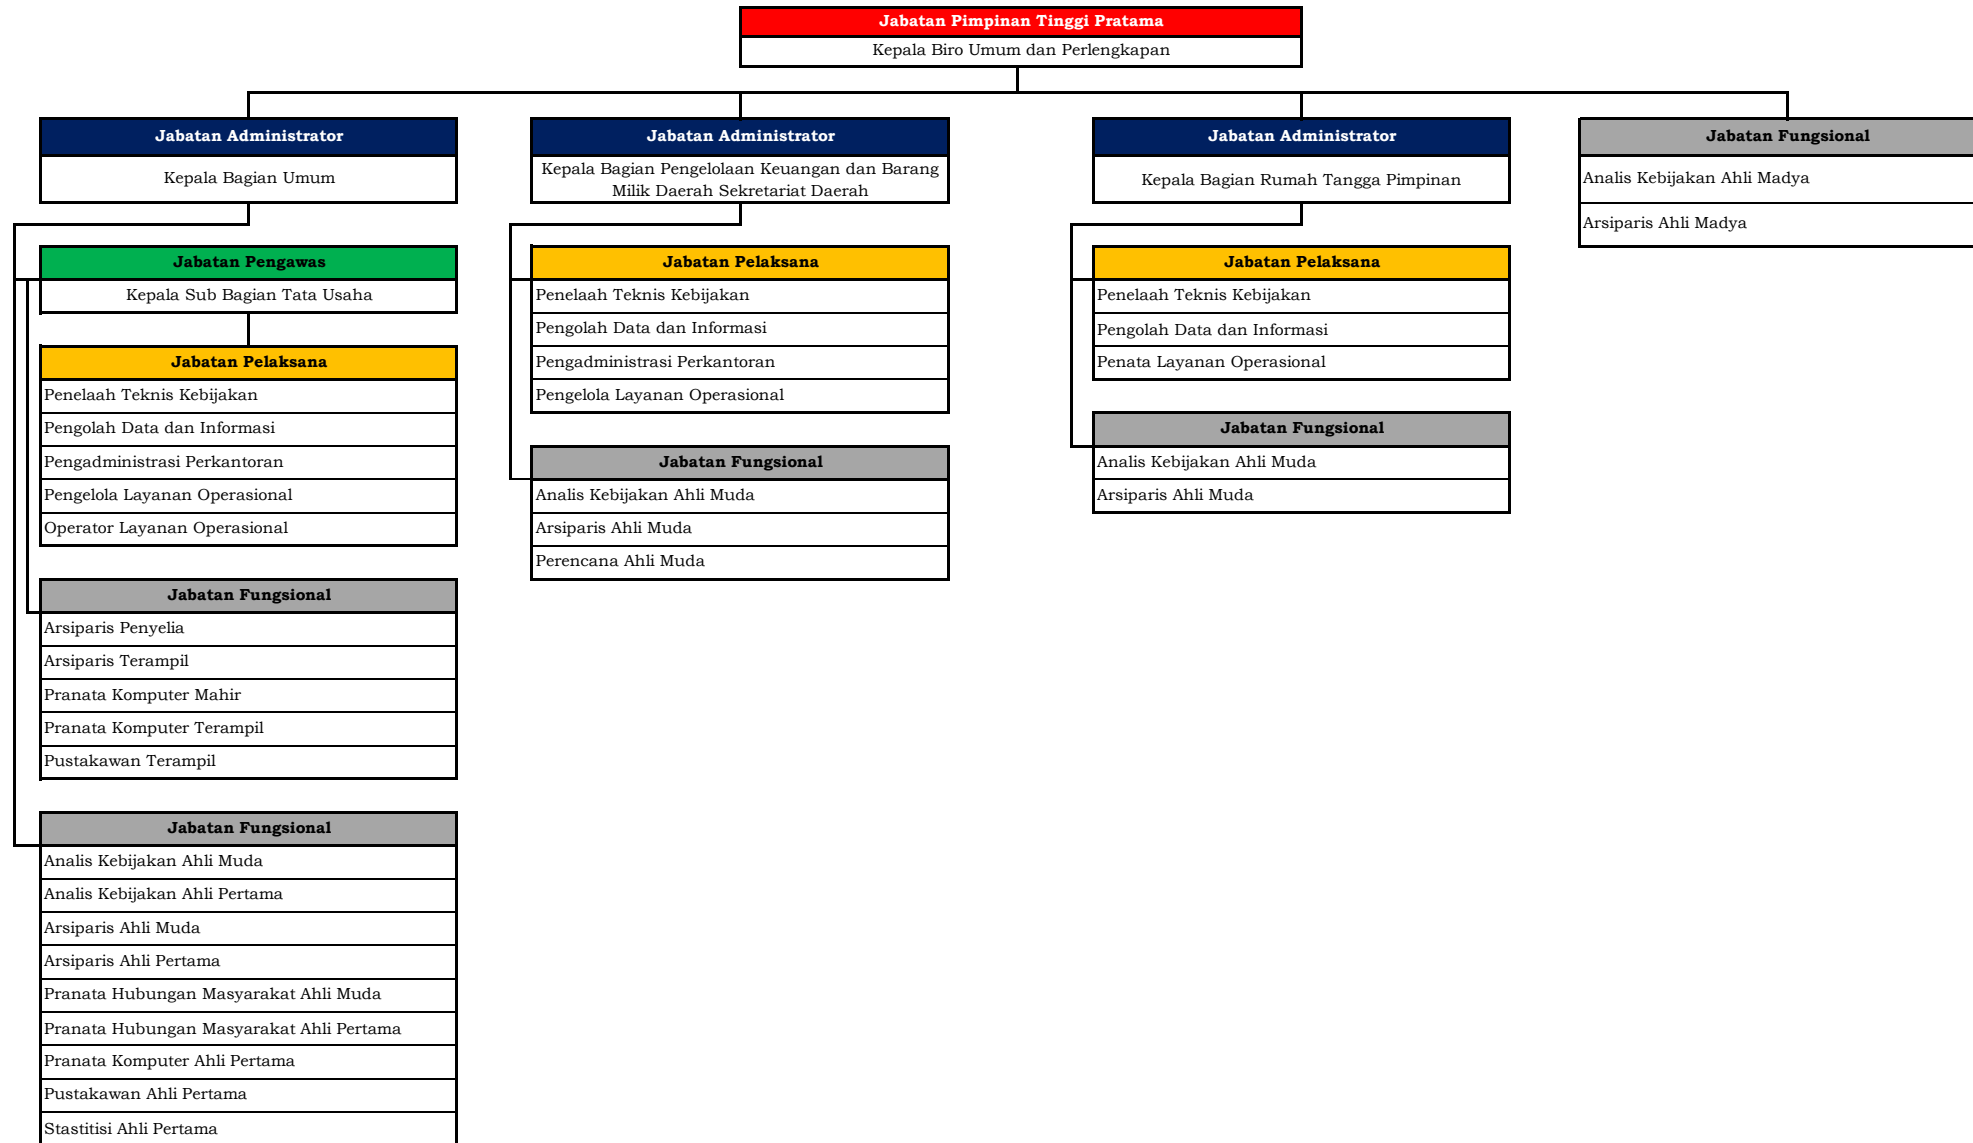 Jabatan Pimpinan Tinggi Pratama
Kepala Biro Umum dan Perlengkapan
Jabatan Administrator
Kepala Bagian Umum
Jabatan Pengawas
Kepala Sub Bagian Tata Usaha
Jabatan Pelaksana
Penelaah Teknis Kebijakan
Pengolah Data dan Informasi
Pengadministrasi Perkantoran
Pengelola Layanan Operasional
Operator Layanan Operasional
Jabatan Fungsional
Arsiparis Penyelia
Arsiparis Terampil
Pranata Komputer Mahir
Pranata Komputer Terampil
Pustakawan Terampil
Jabatan Fungsional
Analis Kebijakan Ahli Muda
Analis Kebijakan Ahli Pertama
Arsiparis Ahli Muda
Arsiparis Ahli Pertama
Pranata Hubungan Masyarakat Ahli Muda
Pranata Hubungan Masyarakat Ahli Pertama
Pranata Komputer Ahli Pertama
Pustakawan Ahli Pertama
Stastitisi Ahli Pertama
Jabatan Administrator
Kepala Bagian Pengelolaan Keuangan dan Barang
Milik Daerah Sekretariat Daerah
Jabatan Pelaksana
Penelaah Teknis Kebijakan
Pengolah Data dan Informasi
Pengadministrasi Perkantoran
Pengelola Layanan Operasional
Jabatan Fungsional
Analis Kebijakan Ahli Muda
Arsiparis Ahli Muda
Perencana Ahli Muda
Jabatan Administrator
Kepala Bagian Rumah Tangga Pimpinan
Jabatan Pelaksana
Penelaah Teknis Kebijakan
Pengolah Data dan Informasi
Penata Layanan Operasional
Jabatan Fungsional
Analis Kebijakan Ahli Muda
Arsiparis Ahli Muda
Jabatan Fungsional
Analis Kebijakan Ahli Madya
Arsiparis Ahli Madya